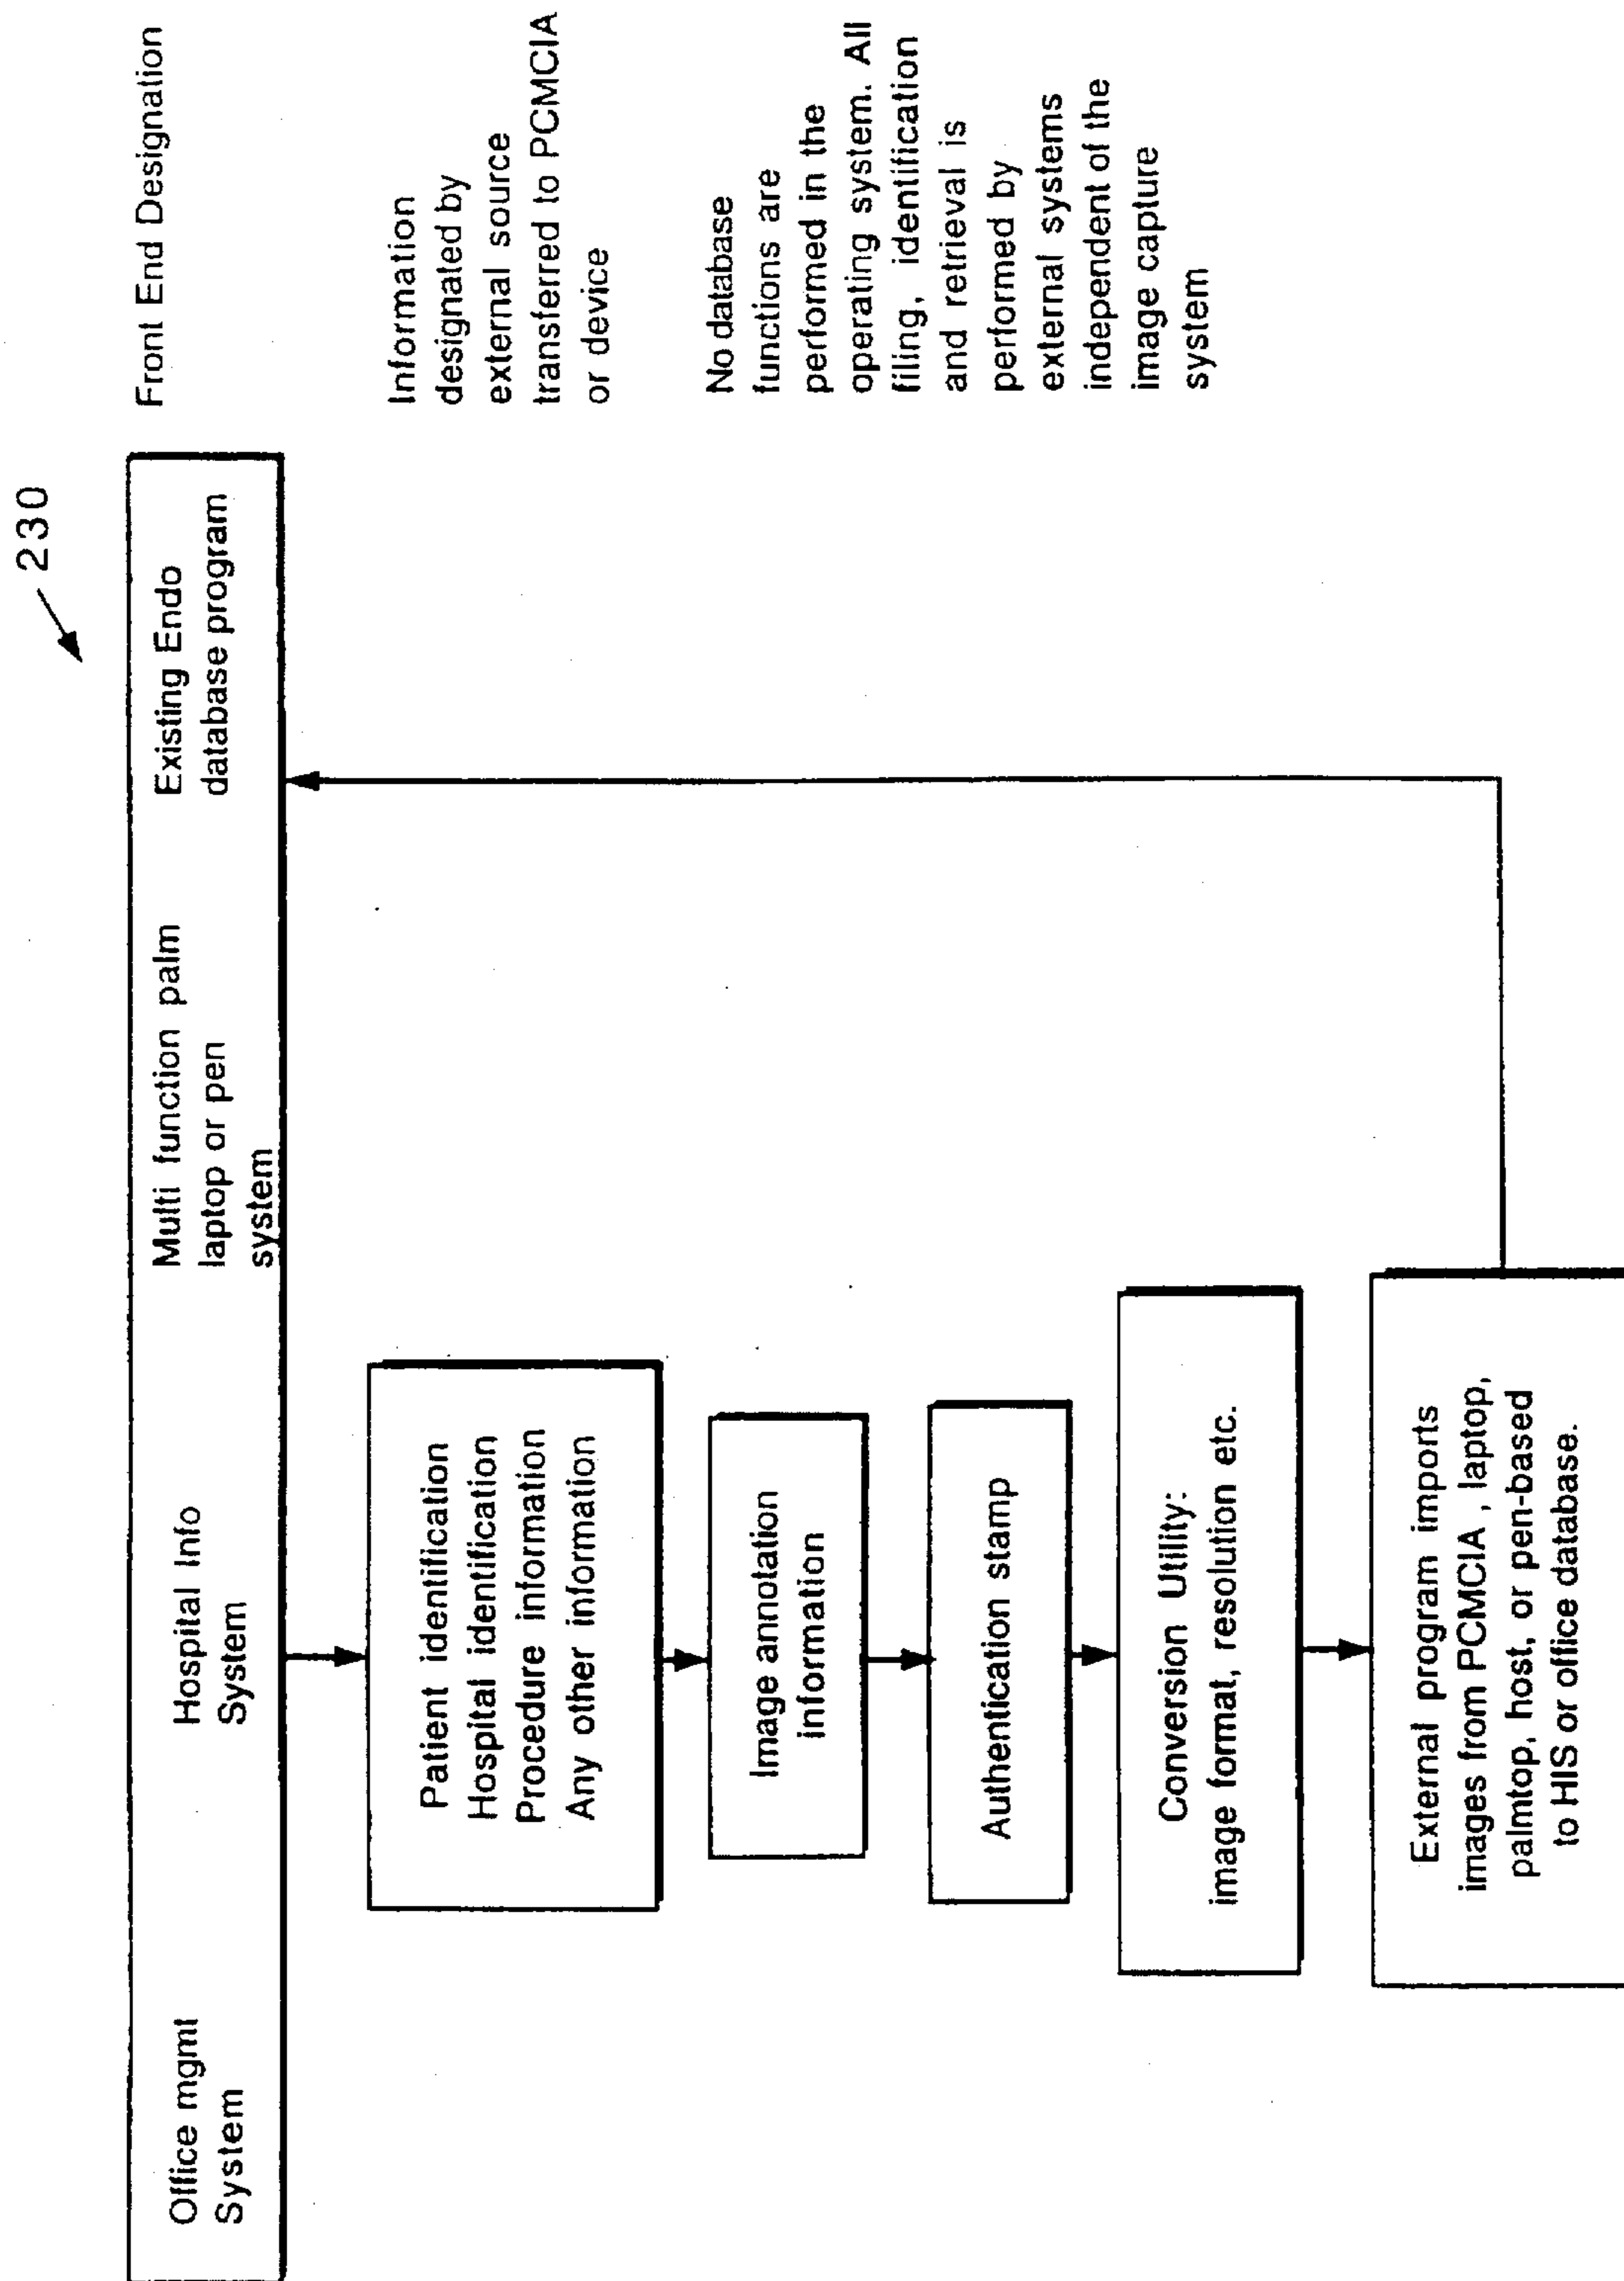 230
Front End Designation
Office mgmt
System
Hospital Info
System
Multi function palm
laptop or pen
system
Existing Endo
database program
Information
designated by
external source
transferred to PCMCIA
or device
No database
functions are
performed in the
operating system. All
filing, identification
and retrieval is
performed by
external systems
independent of the
image capture
system
Patient identification
Hospital identification
Procedure information
Any other information
Image annotation
information
Authentication stamp
Conversion Utility:
image format, resolution etc.
External program imports
images from PCMCIA , laptop,
palmtop, host, or pen-based
to HIS or office database.